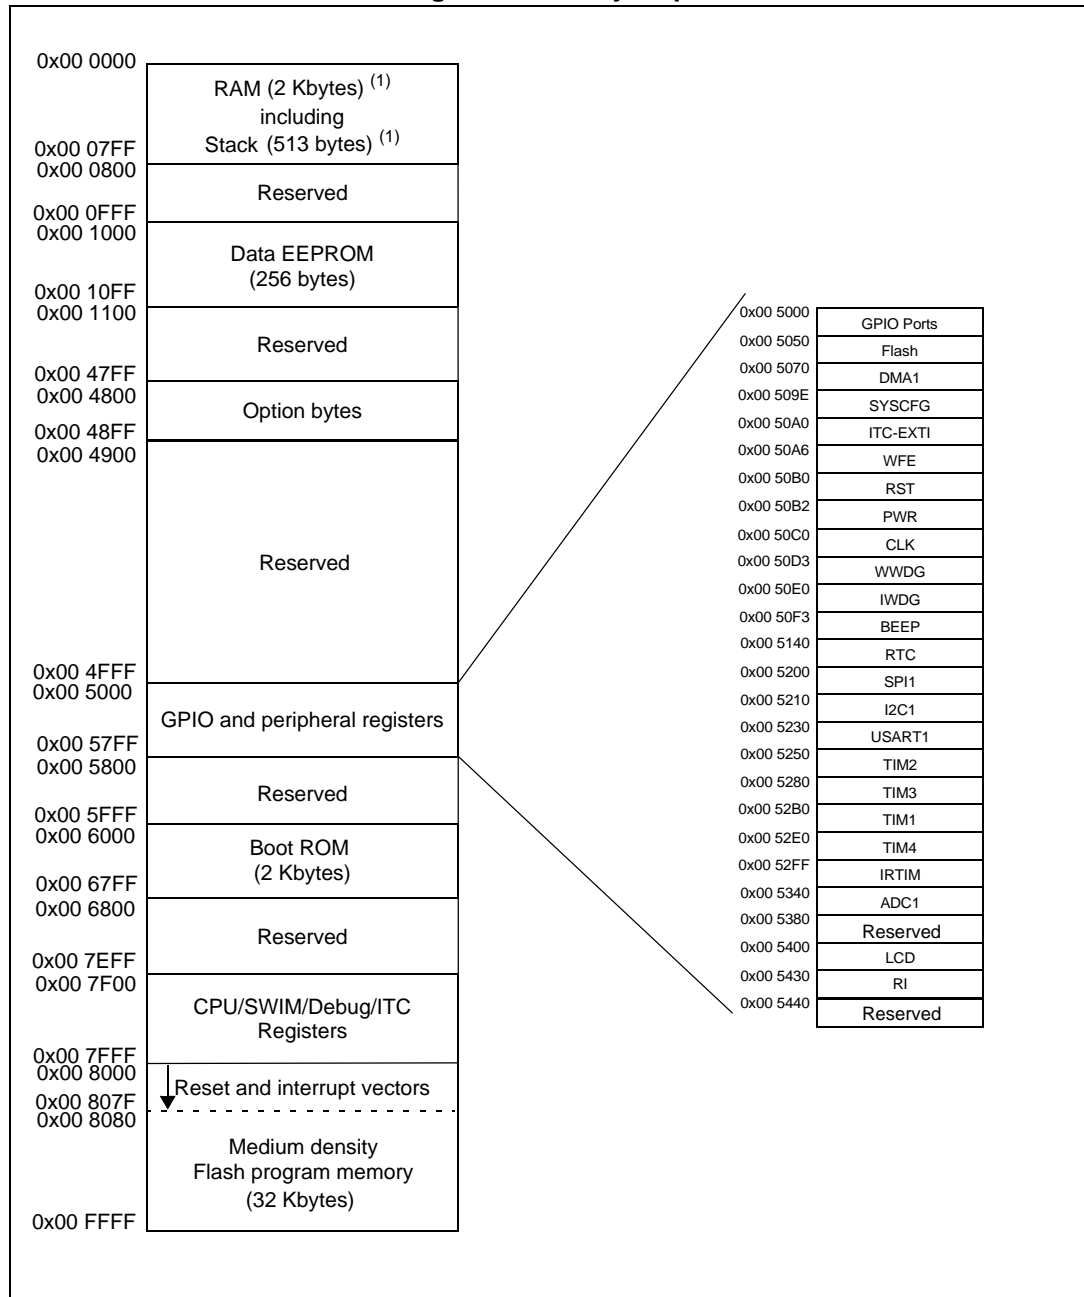 0x00 0000
RAM (2 Kbytes) (1)
including
Stack (513 bytes) (1)
0x00 07FF
0x00 0800
Reserved
0x00 0FFF
0x00 1000
Data EEPROM
(256 bytes)
0x00 10FF
0x00 1100
Reserved
0x00 47FF
0x00 4800
Option bytes
0x00 48FF
0x00 4900
Reserved
0x00 4FFF
0x00 5000
GPIO and peripheral registers
0x00 57FF
0x00 5800
Reserved
0x00 5FFF
0x00 6000
Boot ROM
(2 Kbytes)
0x00 67FF
0x00 6800
Reserved
0x00 7EFF
0x00 7F00
CPU/SWIM/Debug/ITC
Registers
0x00 7FFF
0x00 8000
Reset and interrupt vectors
0x00 807F
0x00 8080
Medium density
Flash program memory
(32 Kbytes)
0x00 FFFF
0x00 5000
GPIO Ports
0x00 5050
Flash
0x00 5070
DMA1
0x00 509E
SYSCFG
0x00 50A0
ITC-EXTI
0x00 50A6
WFE
0x00 50B0
RST
0x00 50B2
PWR
0x00 50C0
CLK
0x00 50D3
WWDG
0x00 50E0
IWDG
0x00 50F3
BEEP
0x00 5140
RTC
0x00 5200
SPI1
0x00 5210
I2C1
0x00 5230
USART1
0x00 5250
TIM2
0x00 5280
TIM3
0x00 52B0
TIM1
0x00 52E0
TIM4
0x00 52FF
IRTIM
0x00 5340
ADC1
0x00 5380
Reserved
0x00 5400
LCD
0x00 5430
RI
0x00 5440
Reserved